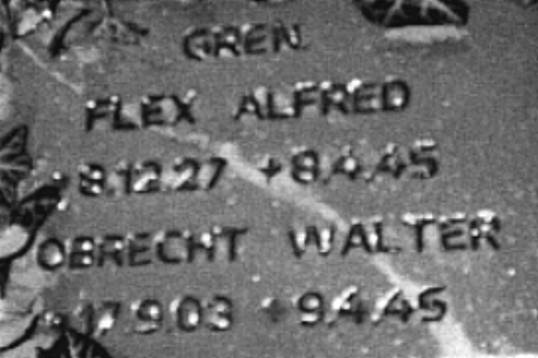 GREN.
FLEX ALFRED
*8.12.27 +8.4.45
OBRECHT WALTER
*17.9.03 +9.4.45